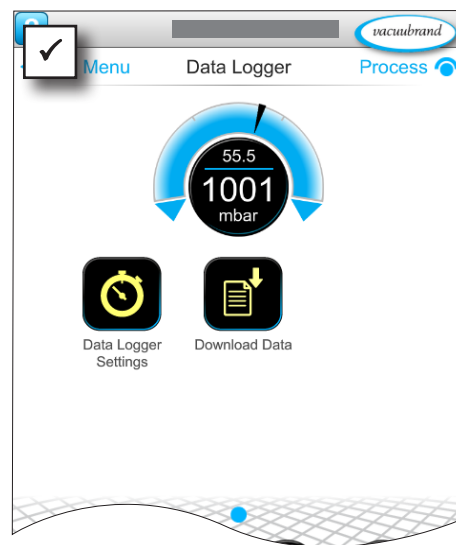 vacuubrand
Menu
Data Logger
Process
55.5
1001
mbar
Data Logger
Settings
Download Data